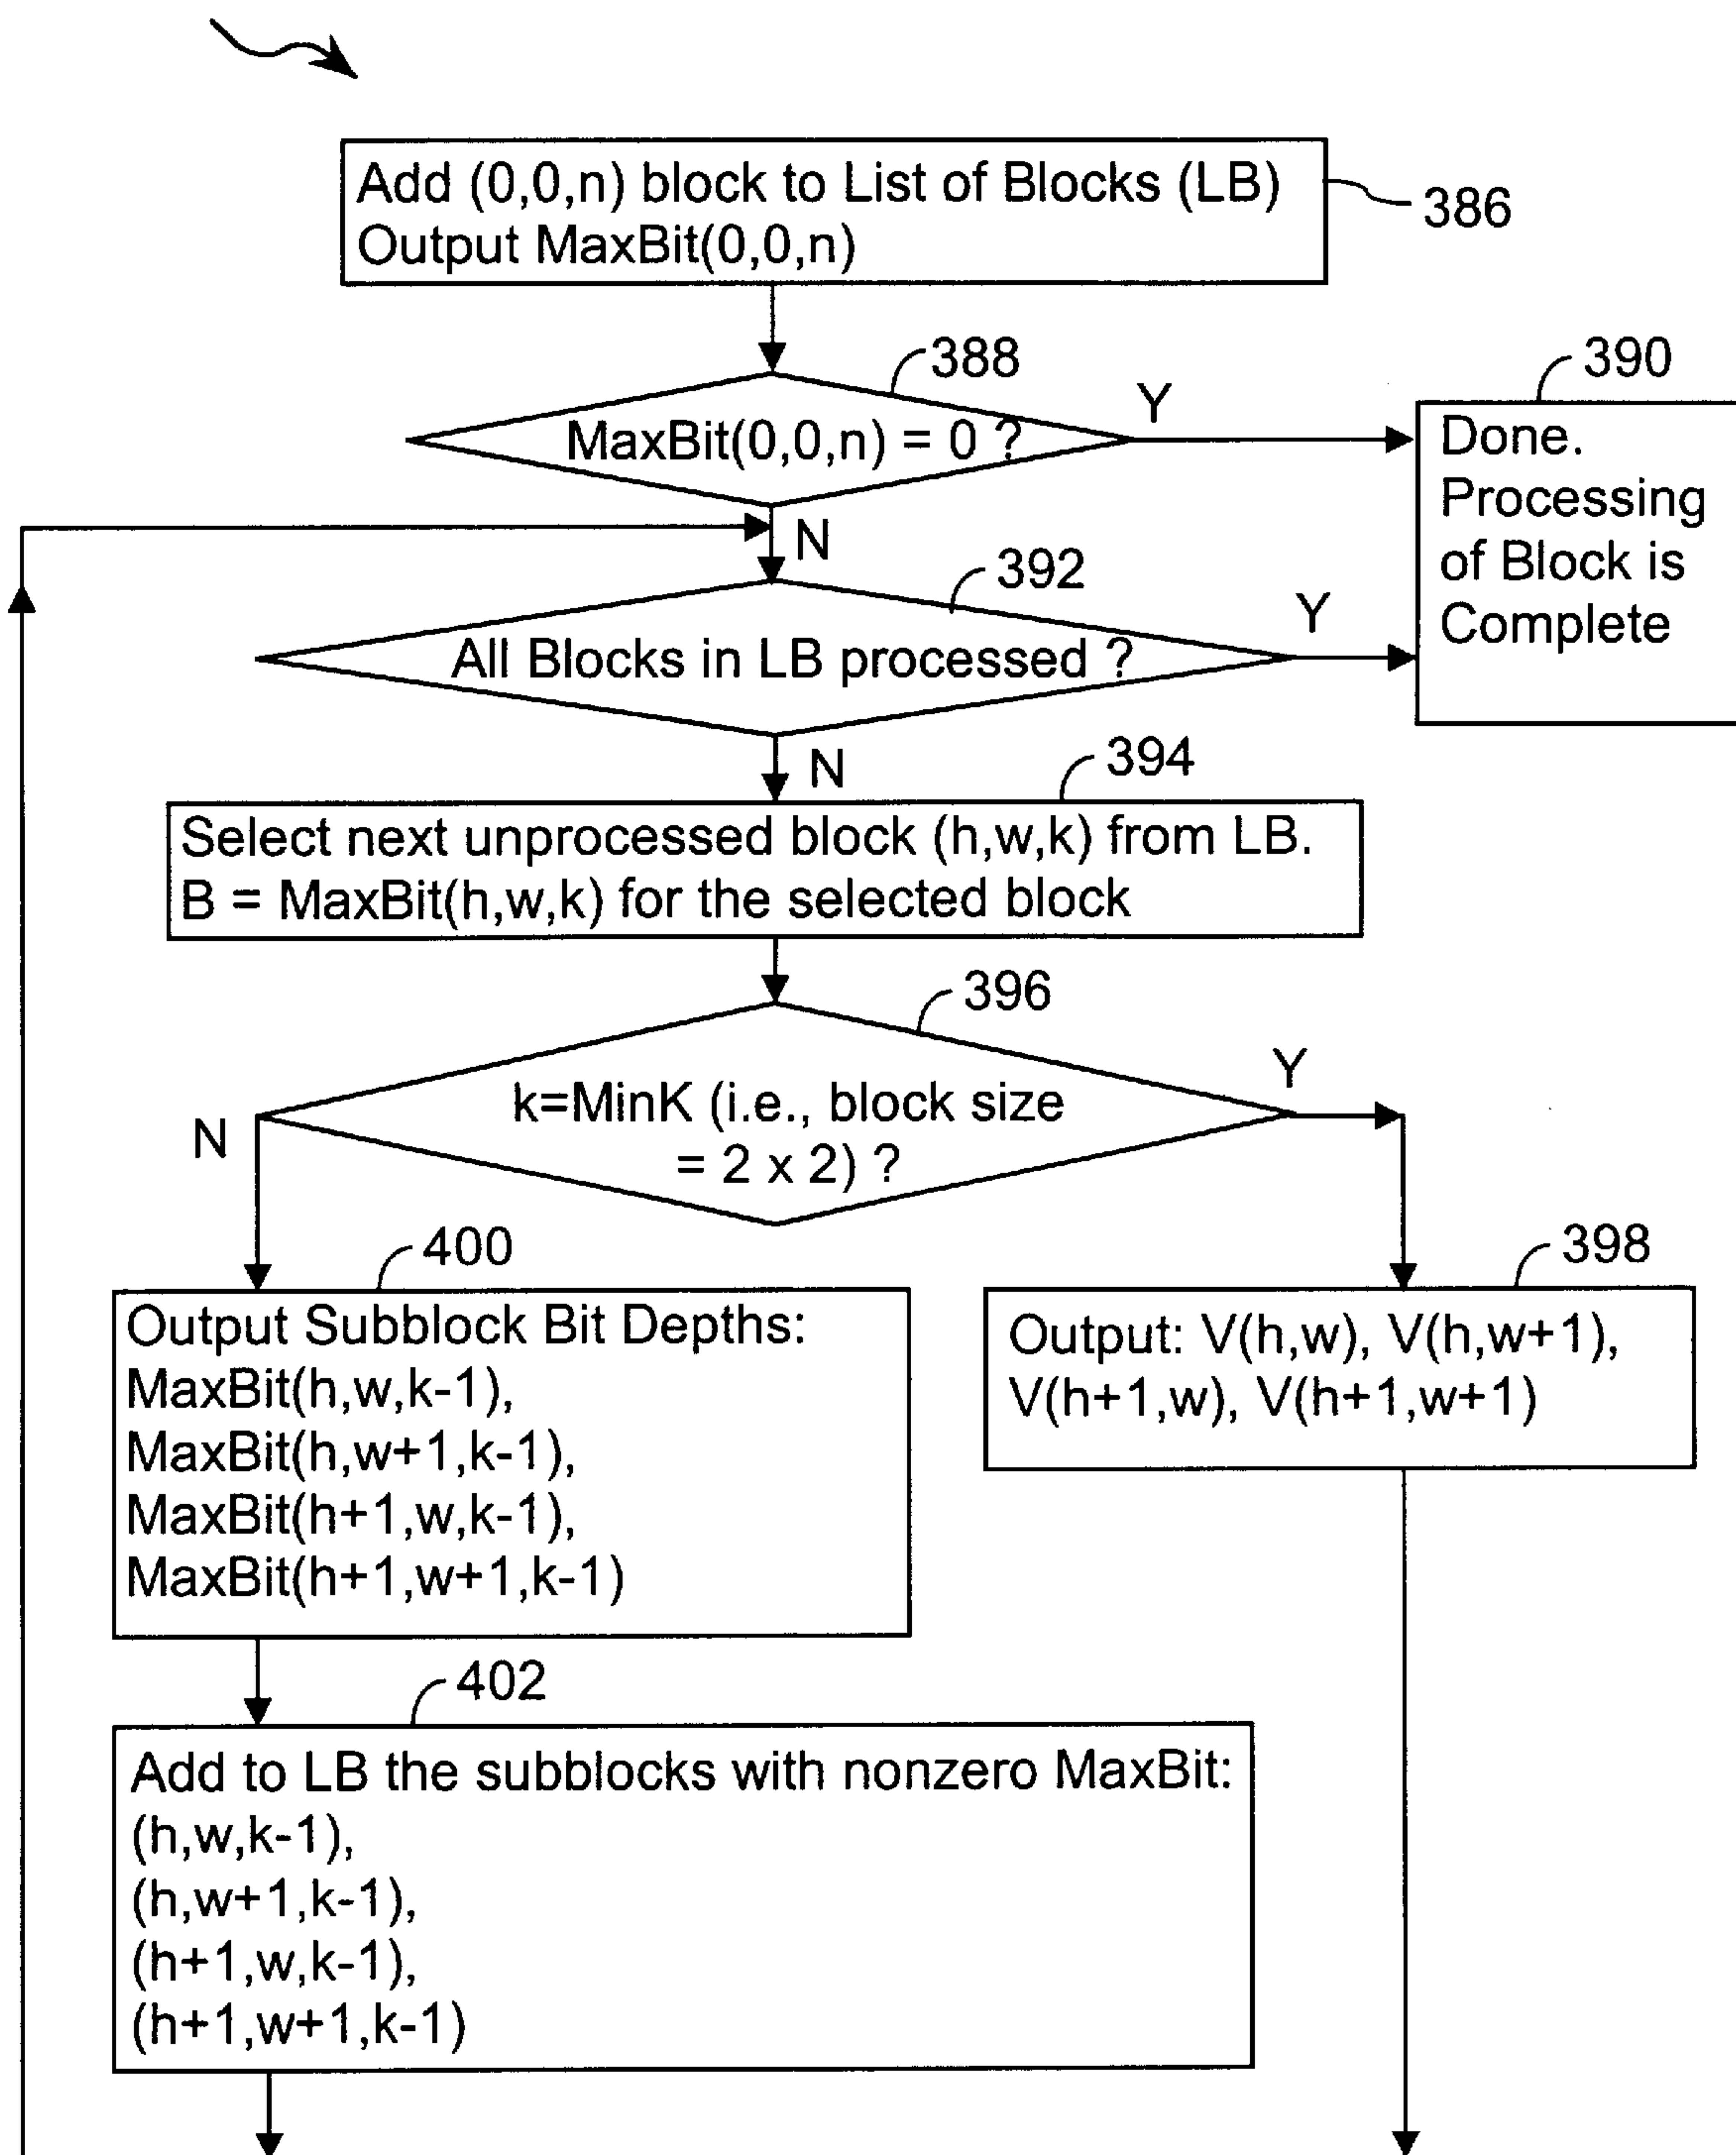 Add (0,0,n) block to List of Blocks (LB)
Output MaxBit(0,0,n)
386
388
MaxBit(0,0,n) = 0 ?
Y
N
390
Done.
Processing
of Block is
Complete
392
All Blocks in LB processed ?
Y
N
394
Select next unprocessed block (h,w,k) from LB.
B = MaxBit(h,w,k) for the selected block
396
k=MinK (i.e., block size
= 2 x 2) ?
Y
N
400
Output Subblock Bit Depths:
MaxBit(h,w,k-1),
MaxBit(h,w+1,k-1),
MaxBit(h+1,w,k-1),
MaxBit(h+1,w+1,k-1)
398
Output: V(h,w), V(h,w+1),
V(h+1,w), V(h+1,w+1)
402
Add to LB the subblocks with nonzero MaxBit:
(h,w,k-1),
(h,w+1,k-1),
(h+1,w,k-1),
(h+1,w+1,k-1)